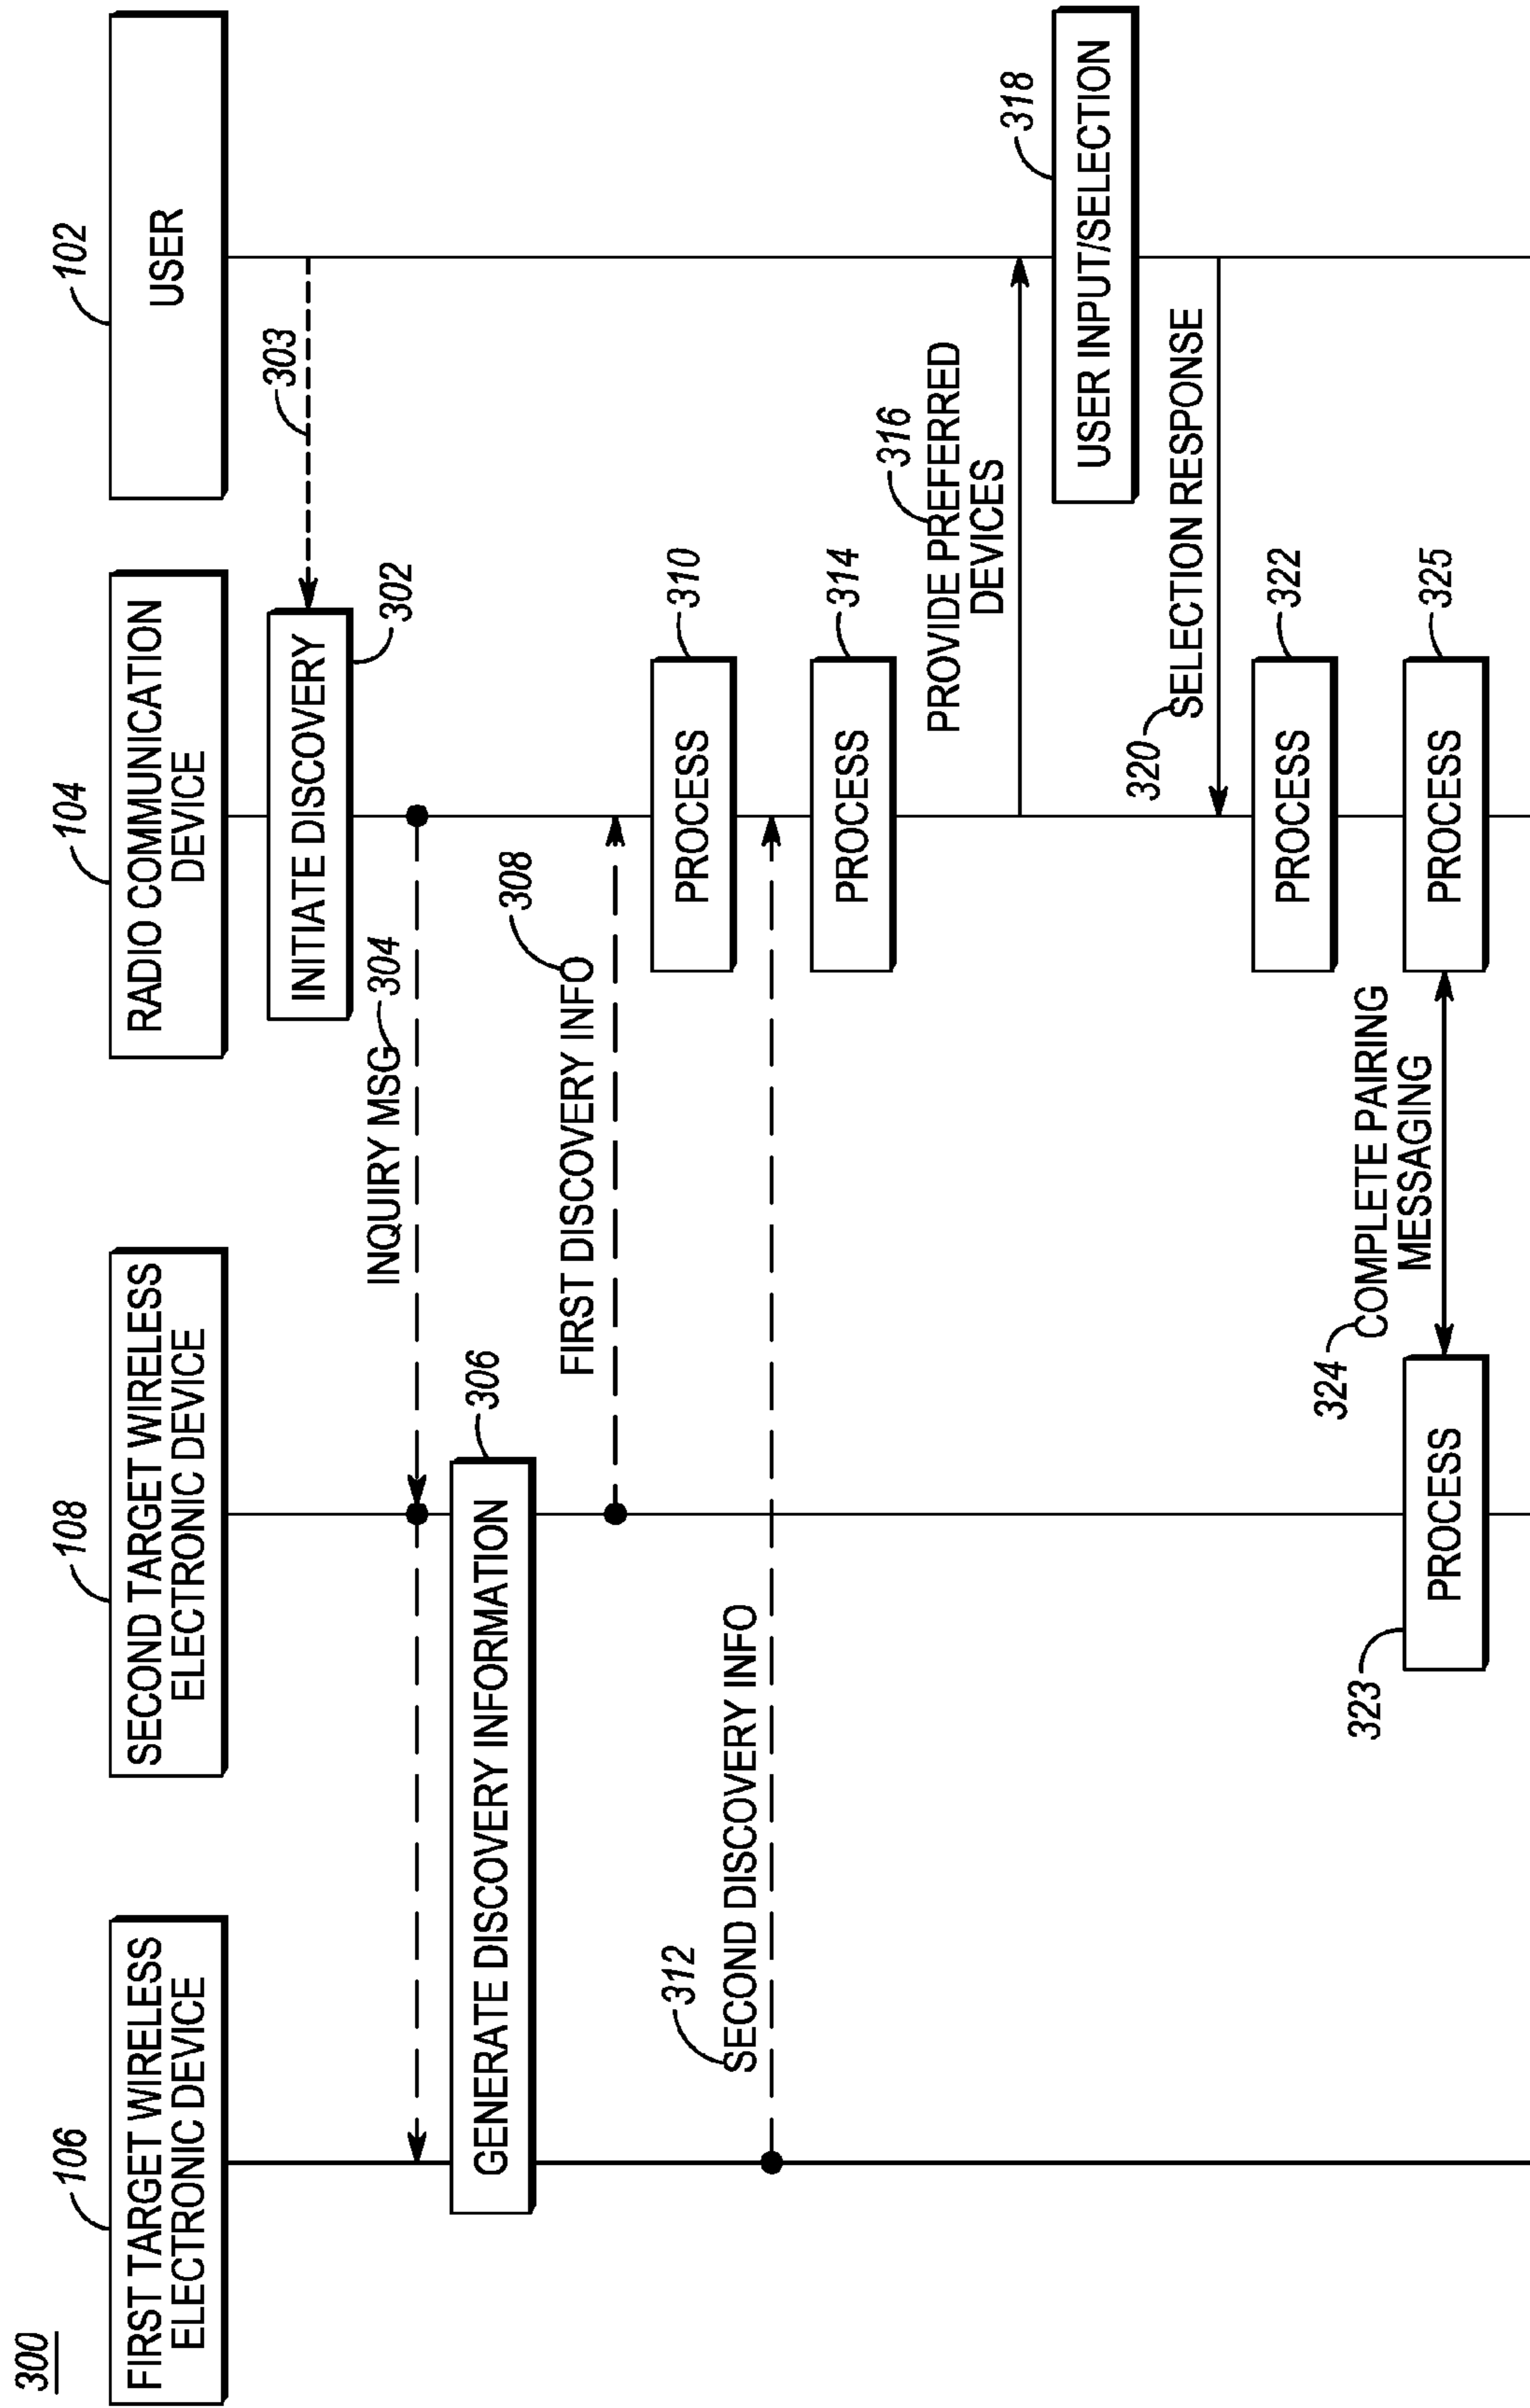 300
106
FIRST TARGET WIRELESS
ELECTRONIC DEVICE
108
SECOND TARGET WIRELESS
ELECTRONIC DEVICE
104
RADIO COMMUNICATION
DEVICE
102
USER
303
INITIATE DISCOVERY
302
INQUIRY MSG
304
GENERATE DISCOVERY INFORMATION
306
FIRST DISCOVERY INFO
308
PROCESS
310
312
SECOND DISCOVERY INFO
PROCESS
314
PROVIDE PREFERRED
DEVICES
316
USER INPUT/SELECTION
318
320
SELECTION RESPONSE
PROCESS
322
323
PROCESS
324
COMPLETE PAIRING
MESSAGING
PROCESS
325